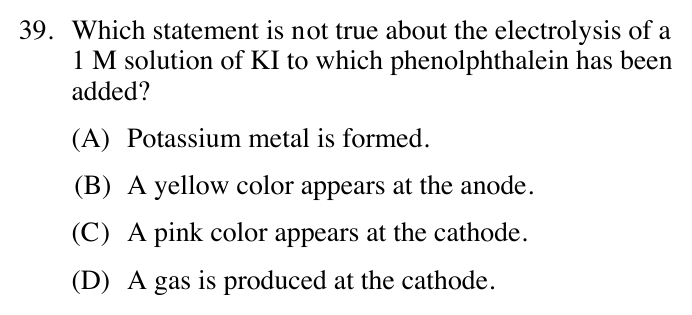 39. Which statement is not true about the electrolysis of a
1 M solution of KI to which phenolphthalein has been
added?
(A) Potassium metal is formed.
(B) A yellow color appears at the anode.
(C) A pink color appears at the cathode.
(D) A gas is produced at the cathode.